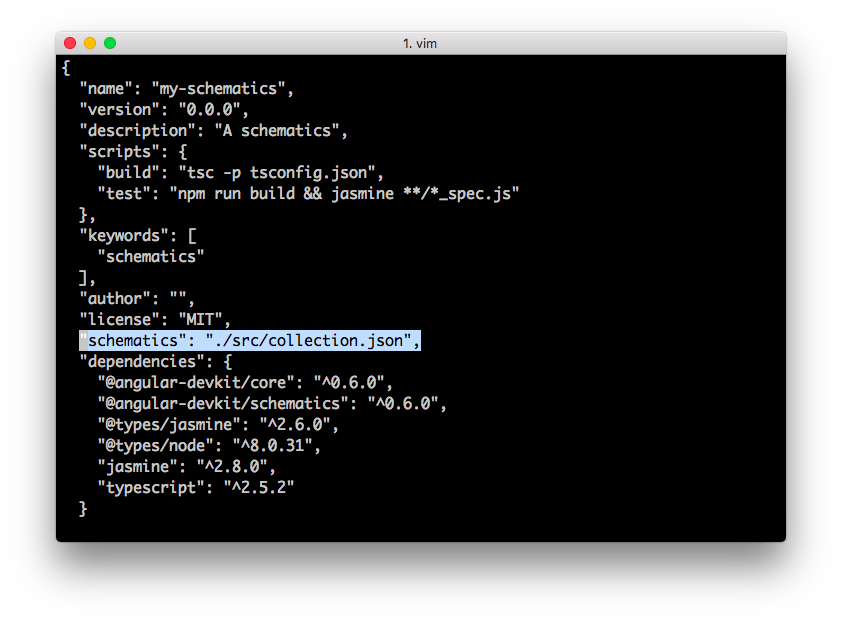 1. vim
{
  "name": "my-schematics",
  "version": "0.0.0",
  "description": "A schematics",
  "scripts": {
    "build": "tsc -p tsconfig.json",
    "test": "npm run build && jasmine **/*_spec.js"
  },
  "keywords": [
    "schematics"
  ],
  "author": "",
  "license": "MIT",
  "schematics": "./src/collection.json",
  "dependencies": {
    "@angular-devkit/core": "^0.6.0",
    "@angular-devkit/schematics": "^0.6.0",
    "@types/jasmine": "^2.6.0",
    "@types/node": "^8.0.31",
    "jasmine": "^2.8.0",
    "typescript": "^2.5.2"
  }